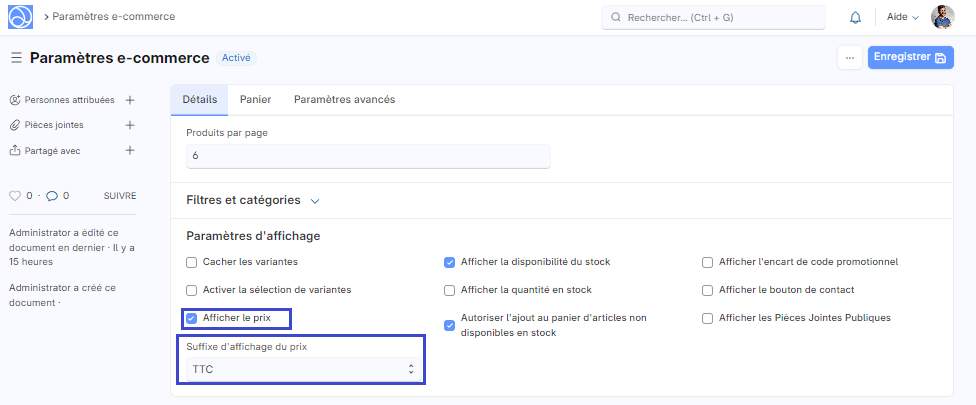 Paramètres e-commerce
Rechercher... (Ctrl + G)
Aide
Paramètres e-commerce
Activé
...
Enregistrer
Personnes attribuées
Pièces jointes
Partagé avec
0 · 0 SUIVRE
Administrator a édité ce
document en dernier · Il y a
15 heures
Administrator a créé ce
document ·
Détails Panier Paramètres avancés
Produits par page
6
Filtres et catégories
Paramètres d'affichage
Cacher les variantes
Activer la sélection de variantes
Afficher le prix
Suffixe d'affichage du prix
TTC
Afficher la disponibilité du stock
Afficher la quantité en stock
Autoriser l'ajout au panier d'articles non
disponibles en stock
Afficher l'encart de code promotionnel
Afficher le bouton de contact
Afficher les Pièces Jointes Publiques